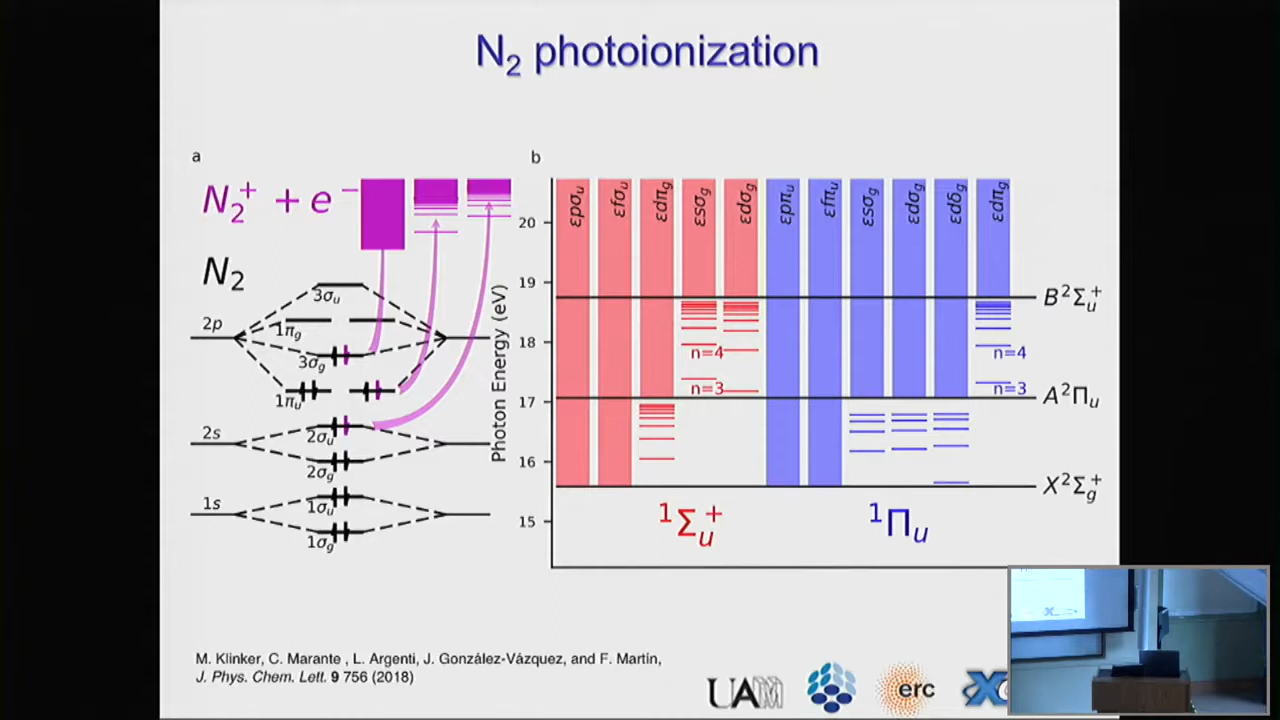 N₂ photoionization
a
N₂⁺ + e⁻
N₂
3σu
2p
1πg
3σg
1πu
2s
2σu
2σg
1s
1σu
1σg
b
Photon Energy (eV)
20
19
18
17
16
15
εpσu
εfσu
εdπg
εsσg
εdσg
εpπu
εfπu
εsσg
εdσg
εdδg
εdπg
B²Σu⁺
n=4
n=4
n=3
n=3
A²Πu
X²Σg⁺
¹Σu⁺
¹Πu
M. Klinker, C. Marante , L. Argenti, J. González-Vázquez, and F. Martín,
J. Phys. Chem. Lett. 9 756 (2018)
UAM
erc